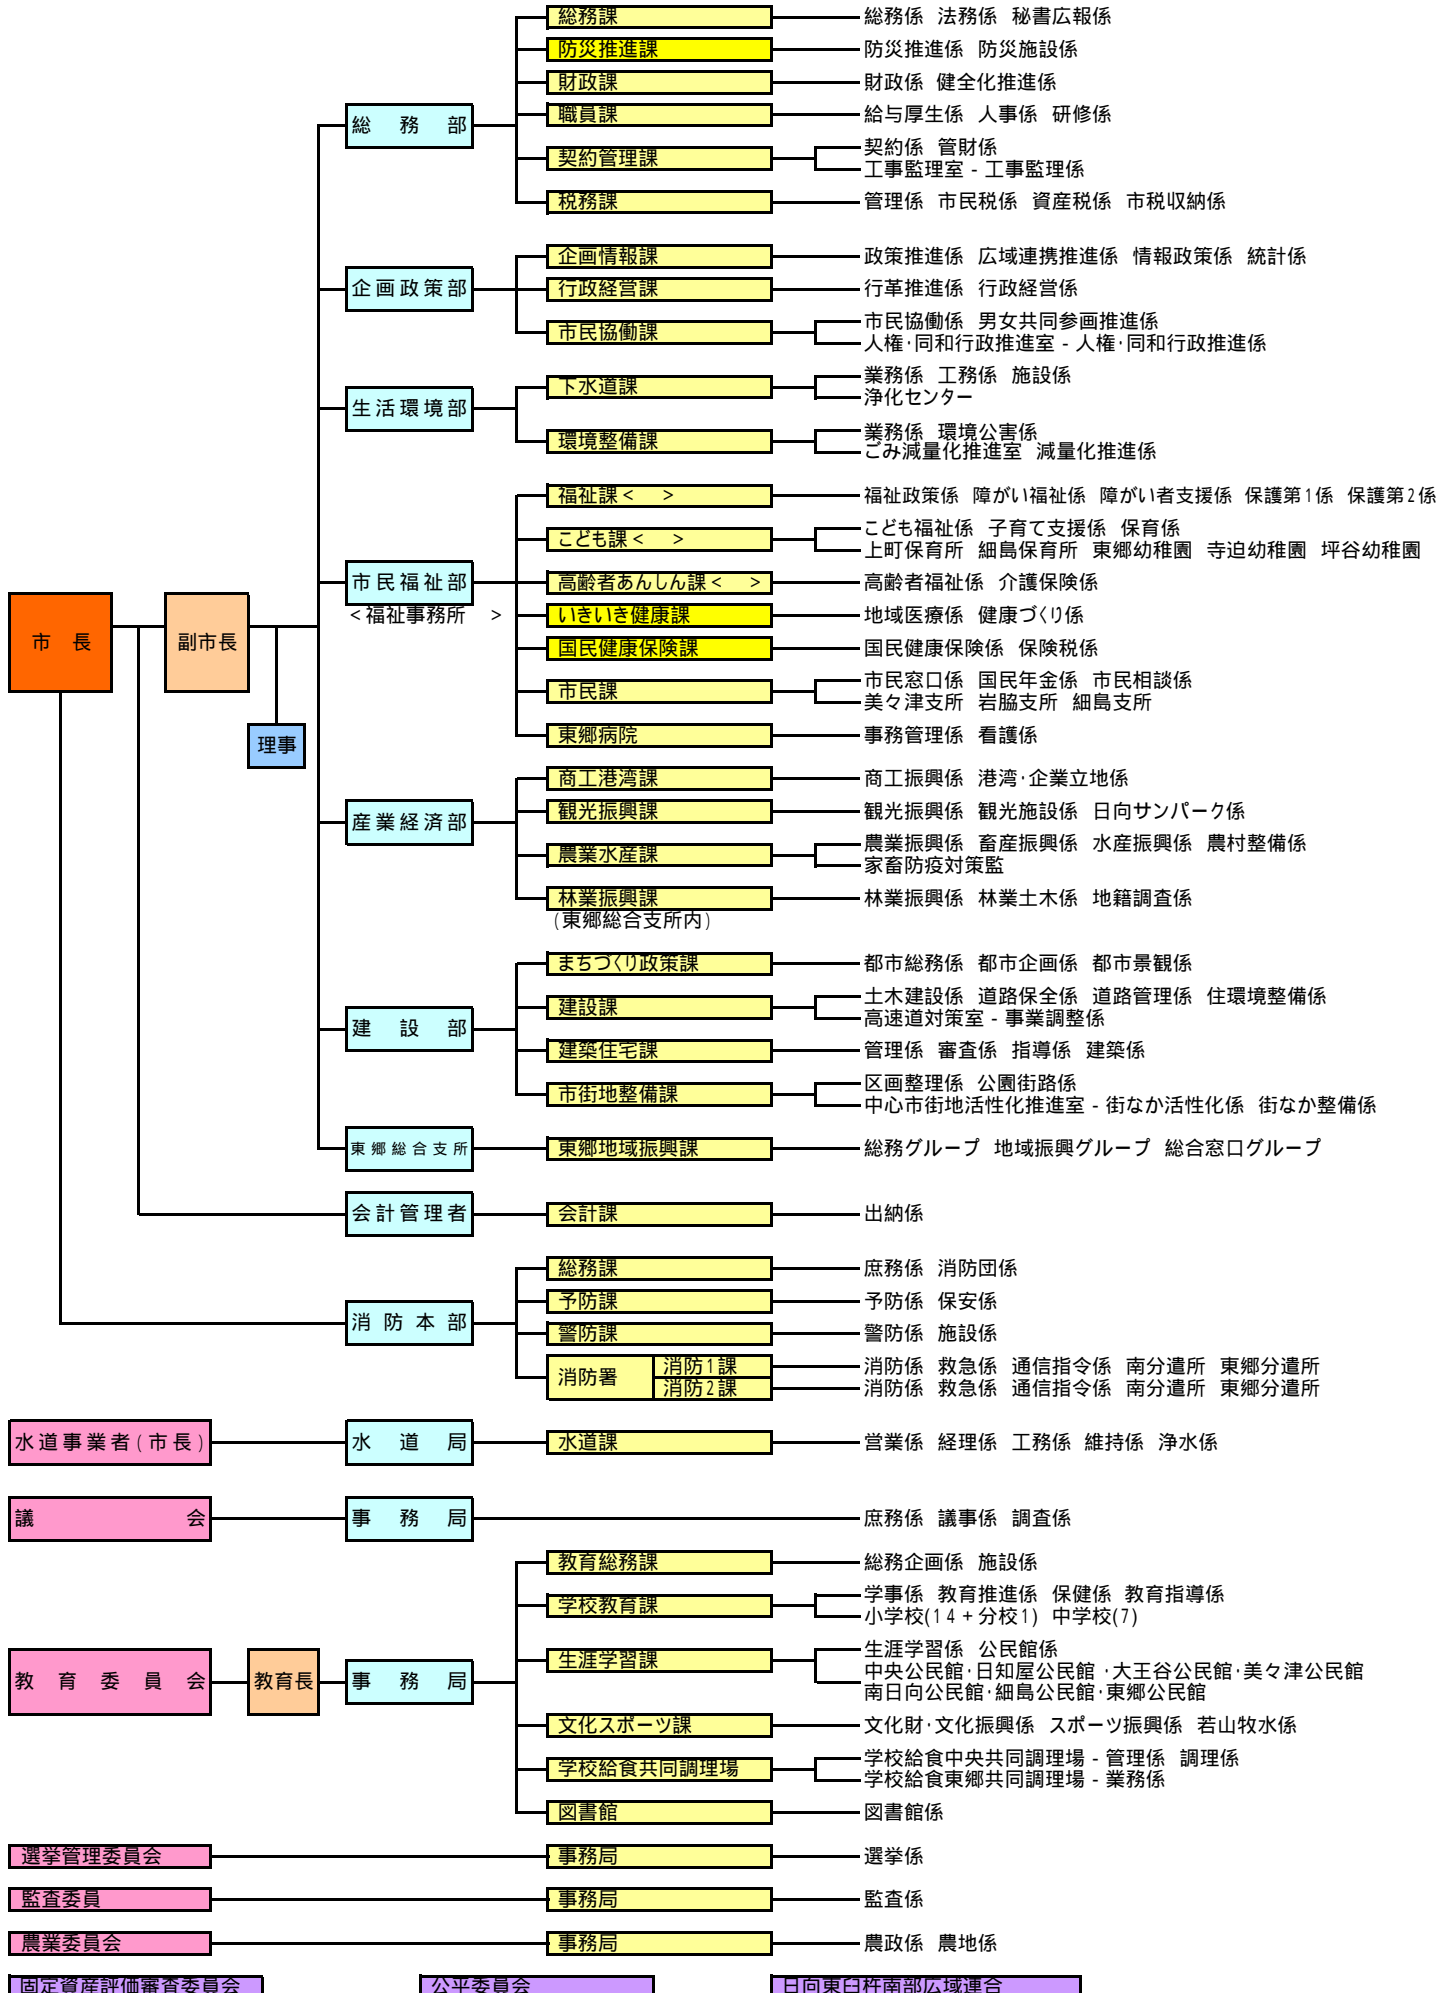 総務課 総務係 法務係 秘書広報係
防災推進課 防災推進係 防災施設係
財政課 財政係 健全化推進係
職員課 給与厚生係 人事係 研修係
総 務 部
契約管理課 契約係 管財係
工事監理室 - 工事監理係
税務課 管理係 市民税係 資産税係 市税収納係
企画情報課 政策推進係 広域連携推進係 情報政策係 統計係
企画政策部 行政経営課 行革推進係 行政経営係
市民協働課 市民協働係 男女共同参画推進係
人権・同和行政推進室 - 人権・同和行政推進係
下水道課 業務係 工務係 施設係
浄化センター
生活環境部
環境整備課 業務係 環境公害係
ごみ減量化推進室 減量化推進係
福祉課< > 福祉政策係 障がい福祉係 障がい者支援係 保護第1係 保護第2係
こども課< > こども福祉係 子育て支援係 保育係
上町保育所 細島保育所 東郷幼稚園 寺迫幼稚園 坪谷幼稚園
市民福祉部 高齢者あんしん課< > 高齢者福祉係 介護保険係
<福祉事務所 > いきいき健康課 地域医療係 健康づくり係
市 長 副市長 国民健康保険課 国民健康保険係 保険税係
市民課 市民窓口係 国民年金係 市民相談係
美々津支所 岩脇支所 細島支所
理事 東郷病院 事務管理係 看護係
商工港湾課 商工振興係 港湾・企業立地係
産業経済部 観光振興課 観光振興係 観光施設係 日向サンパーク係
農業水産課 農業振興係 畜産振興係 水産振興係 農村整備係
家畜防疫対策監
林業振興課 林業振興係 林業土木係 地籍調査係
(東郷総合支所内)
まちづくり政策課 都市総務係 都市企画係 都市景観係
建設課 土木建設係 道路保全係 道路管理係 住環境整備係
高速道対策室 - 事業調整係
建 設 部
建築住宅課 管理係 審査係 指導係 建築係
市街地整備課 区画整理係 公園街路係
中心市街地活性化推進室 - 街なか活性化係 街なか整備係
東郷総合支所 東郷地域振興課 総務グループ 地域振興グループ 総合窓口グループ
会計管理者 会計課 出納係
総務課 庶務係 消防団係
予防課 予防係 保安係
消防本部
警防課 警防係 施設係
消防署 消防1課 消防係 救急係 通信指令係 南分遣所 東郷分遣所
消防2課 消防係 救急係 通信指令係 南分遣所 東郷分遣所
水道事業者(市長) 水 道 局 水道課 営業係 経理係 工務係 維持係 浄水係
議 会 事 務 局 庶務係 議事係 調査係
教育総務課 総務企画係 施設係
学校教育課 学事係 教育推進係 保健係 教育指導係
小学校(14+分校1) 中学校(7)
生涯学習課 生涯学習係 公民館係
中央公民館・日知屋公民館・大王谷公民館・美々津公民館
南日向公民館・細島公民館・東郷公民館
教 育 委 員 会 教育長 事 務 局
文化スポーツ課 文化財・文化振興係 スポーツ振興係 若山牧水係
学校給食共同調理場 学校給食中央共同調理場 - 管理係 調理係
学校給食東郷共同調理場 - 業務係
図書館 図書館係
選挙管理委員会 事務局 選挙係
監査委員 事務局 監査係
農業委員会 事務局 農政係 農地係
固定資産評価審査委員会 公平委員会 日向東臼杵南部広域連合